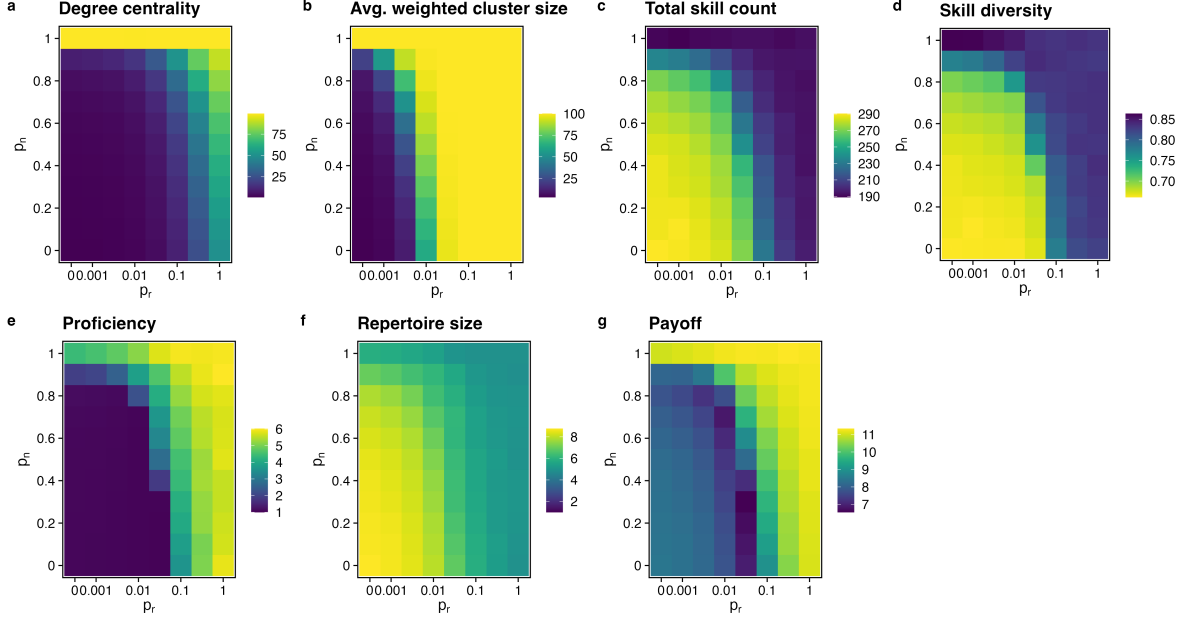 a Degree centrality
1
0.8
0.6
0.4
0.2
0
pn
00.001 0.01 0.1 1
pr
75
50
25
b Avg. weighted cluster size
1
0.8
0.6
0.4
0.2
0
pn
00.001 0.01 0.1 1
pr
100
75
50
25
c Total skill count
1
0.8
0.6
0.4
0.2
0
pn
00.001 0.01 0.1 1
pr
290
270
250
230
210
190
d Skill diversity
1
0.8
0.6
0.4
0.2
0
pn
00.001 0.01 0.1 1
pr
0.85
0.80
0.75
0.70
e Proficiency
1
0.8
0.6
0.4
0.2
0
pn
00.001 0.01 0.1 1
pr
6
5
4
3
2
1
f Repertoire size
1
0.8
0.6
0.4
0.2
0
pn
00.001 0.01 0.1 1
pr
8
6
4
2
g Payoff
1
0.8
0.6
0.4
0.2
0
pn
00.001 0.01 0.1 1
pr
11
10
9
8
7